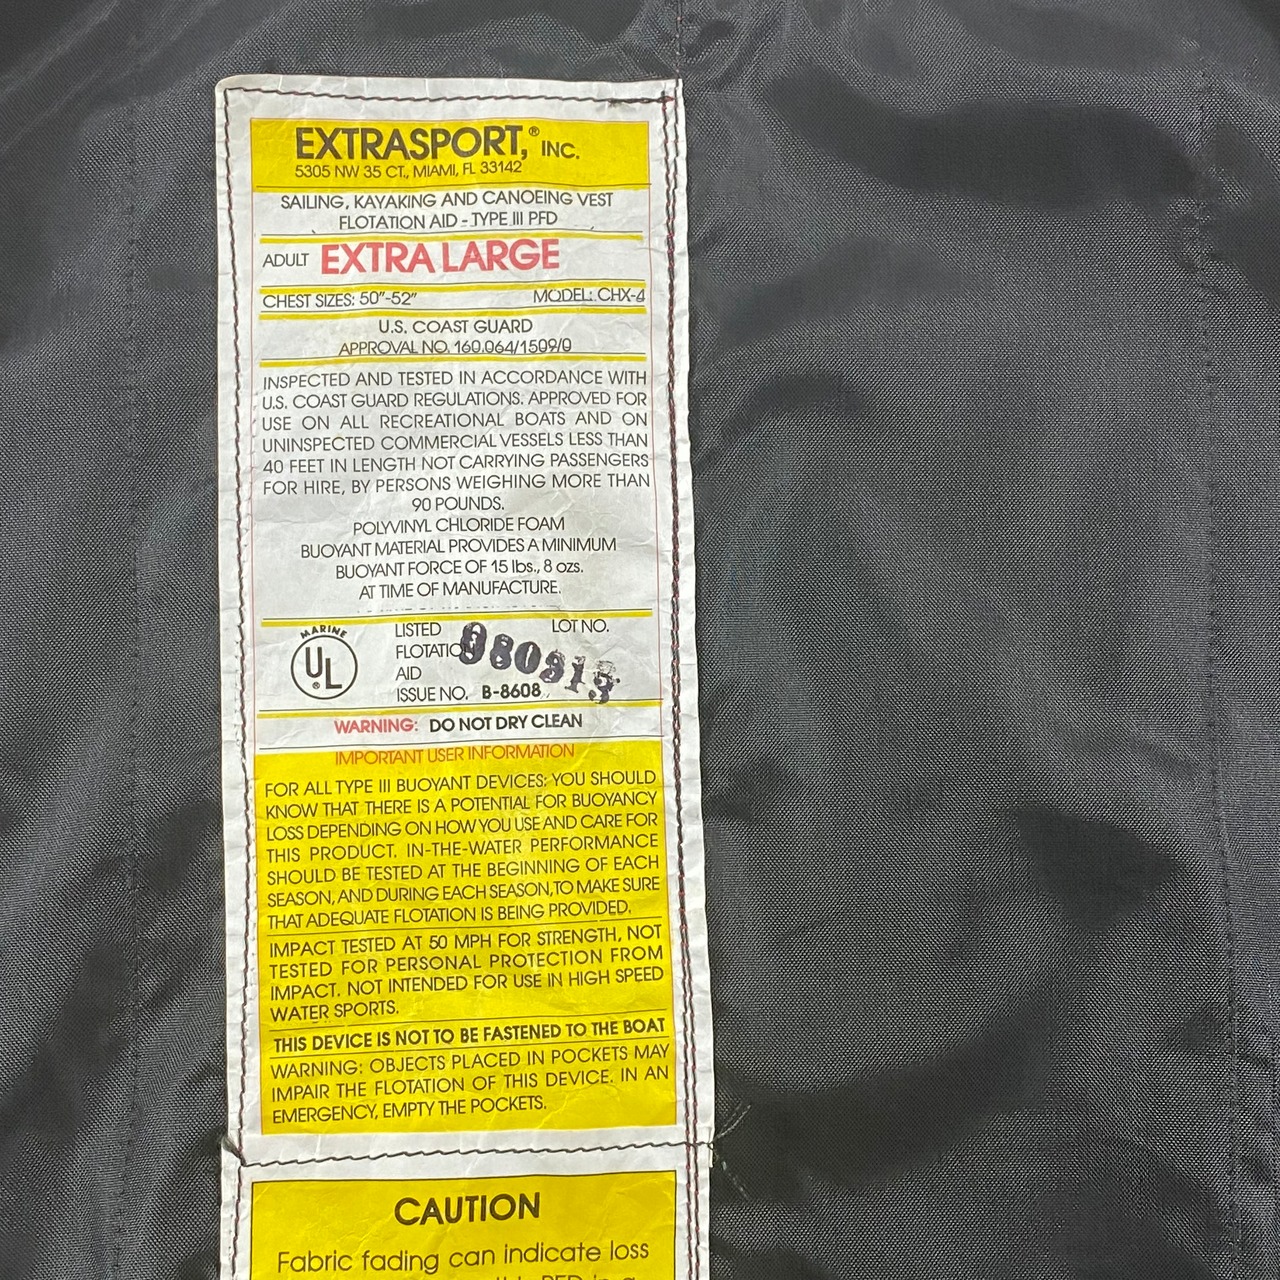 EXTRASPORT,® INC.
5305 NW 35 CT., MIAMI, FL 33142
SAILING, KAYAKING AND CANOEING VEST
FLOTATION AID - TYPE III PFD
ADULT EXTRA LARGE
CHEST SIZES: 50"-52" MODEL: CHX-4
U.S. COAST GUARD
APPROVAL NO. 160.064/1509/0
INSPECTED AND TESTED IN ACCORDANCE WITH
U.S. COAST GUARD REGULATIONS. APPROVED FOR
USE ON ALL RECREATIONAL BOATS AND ON
UNINSPECTED COMMERCIAL VESSELS LESS THAN
40 FEET IN LENGTH NOT CARRYING PASSENGERS
FOR HIRE, BY PERSONS WEIGHING MORE THAN
90 POUNDS.
POLYVINYL CHLORIDE FOAM
BUOYANT MATERIAL PROVIDES A MINIMUM
BUOYANT FORCE OF 15 lbs., 8 ozs.
AT TIME OF MANUFACTURE.
MARINE
UL®
LISTED LOT NO.
FLOTATION
AID
ISSUE NO. B-8608
WARNING: DO NOT DRY CLEAN
IMPORTANT USER INFORMATION
FOR ALL TYPE III BUOYANT DEVICES: YOU SHOULD
KNOW THAT THERE IS A POTENTIAL FOR BUOYANCY
LOSS DEPENDING ON HOW YOU USE AND CARE FOR
THIS PRODUCT. IN-THE-WATER PERFORMANCE
SHOULD BE TESTED AT THE BEGINNING OF EACH
SEASON, AND DURING EACH SEASON, TO MAKE SURE
THAT ADEQUATE FLOTATION IS BEING PROVIDED.
IMPACT TESTED AT 50 MPH FOR STRENGTH, NOT
TESTED FOR PERSONAL PROTECTION FROM
IMPACT. NOT INTENDED FOR USE IN HIGH SPEED
WATER SPORTS.
THIS DEVICE IS NOT TO BE FASTENED TO THE BOAT
WARNING: OBJECTS PLACED IN POCKETS MAY
IMPAIR THE FLOTATION OF THIS DEVICE. IN AN
EMERGENCY, EMPTY THE POCKETS.
CAUTION
Fabric fading can indicate loss